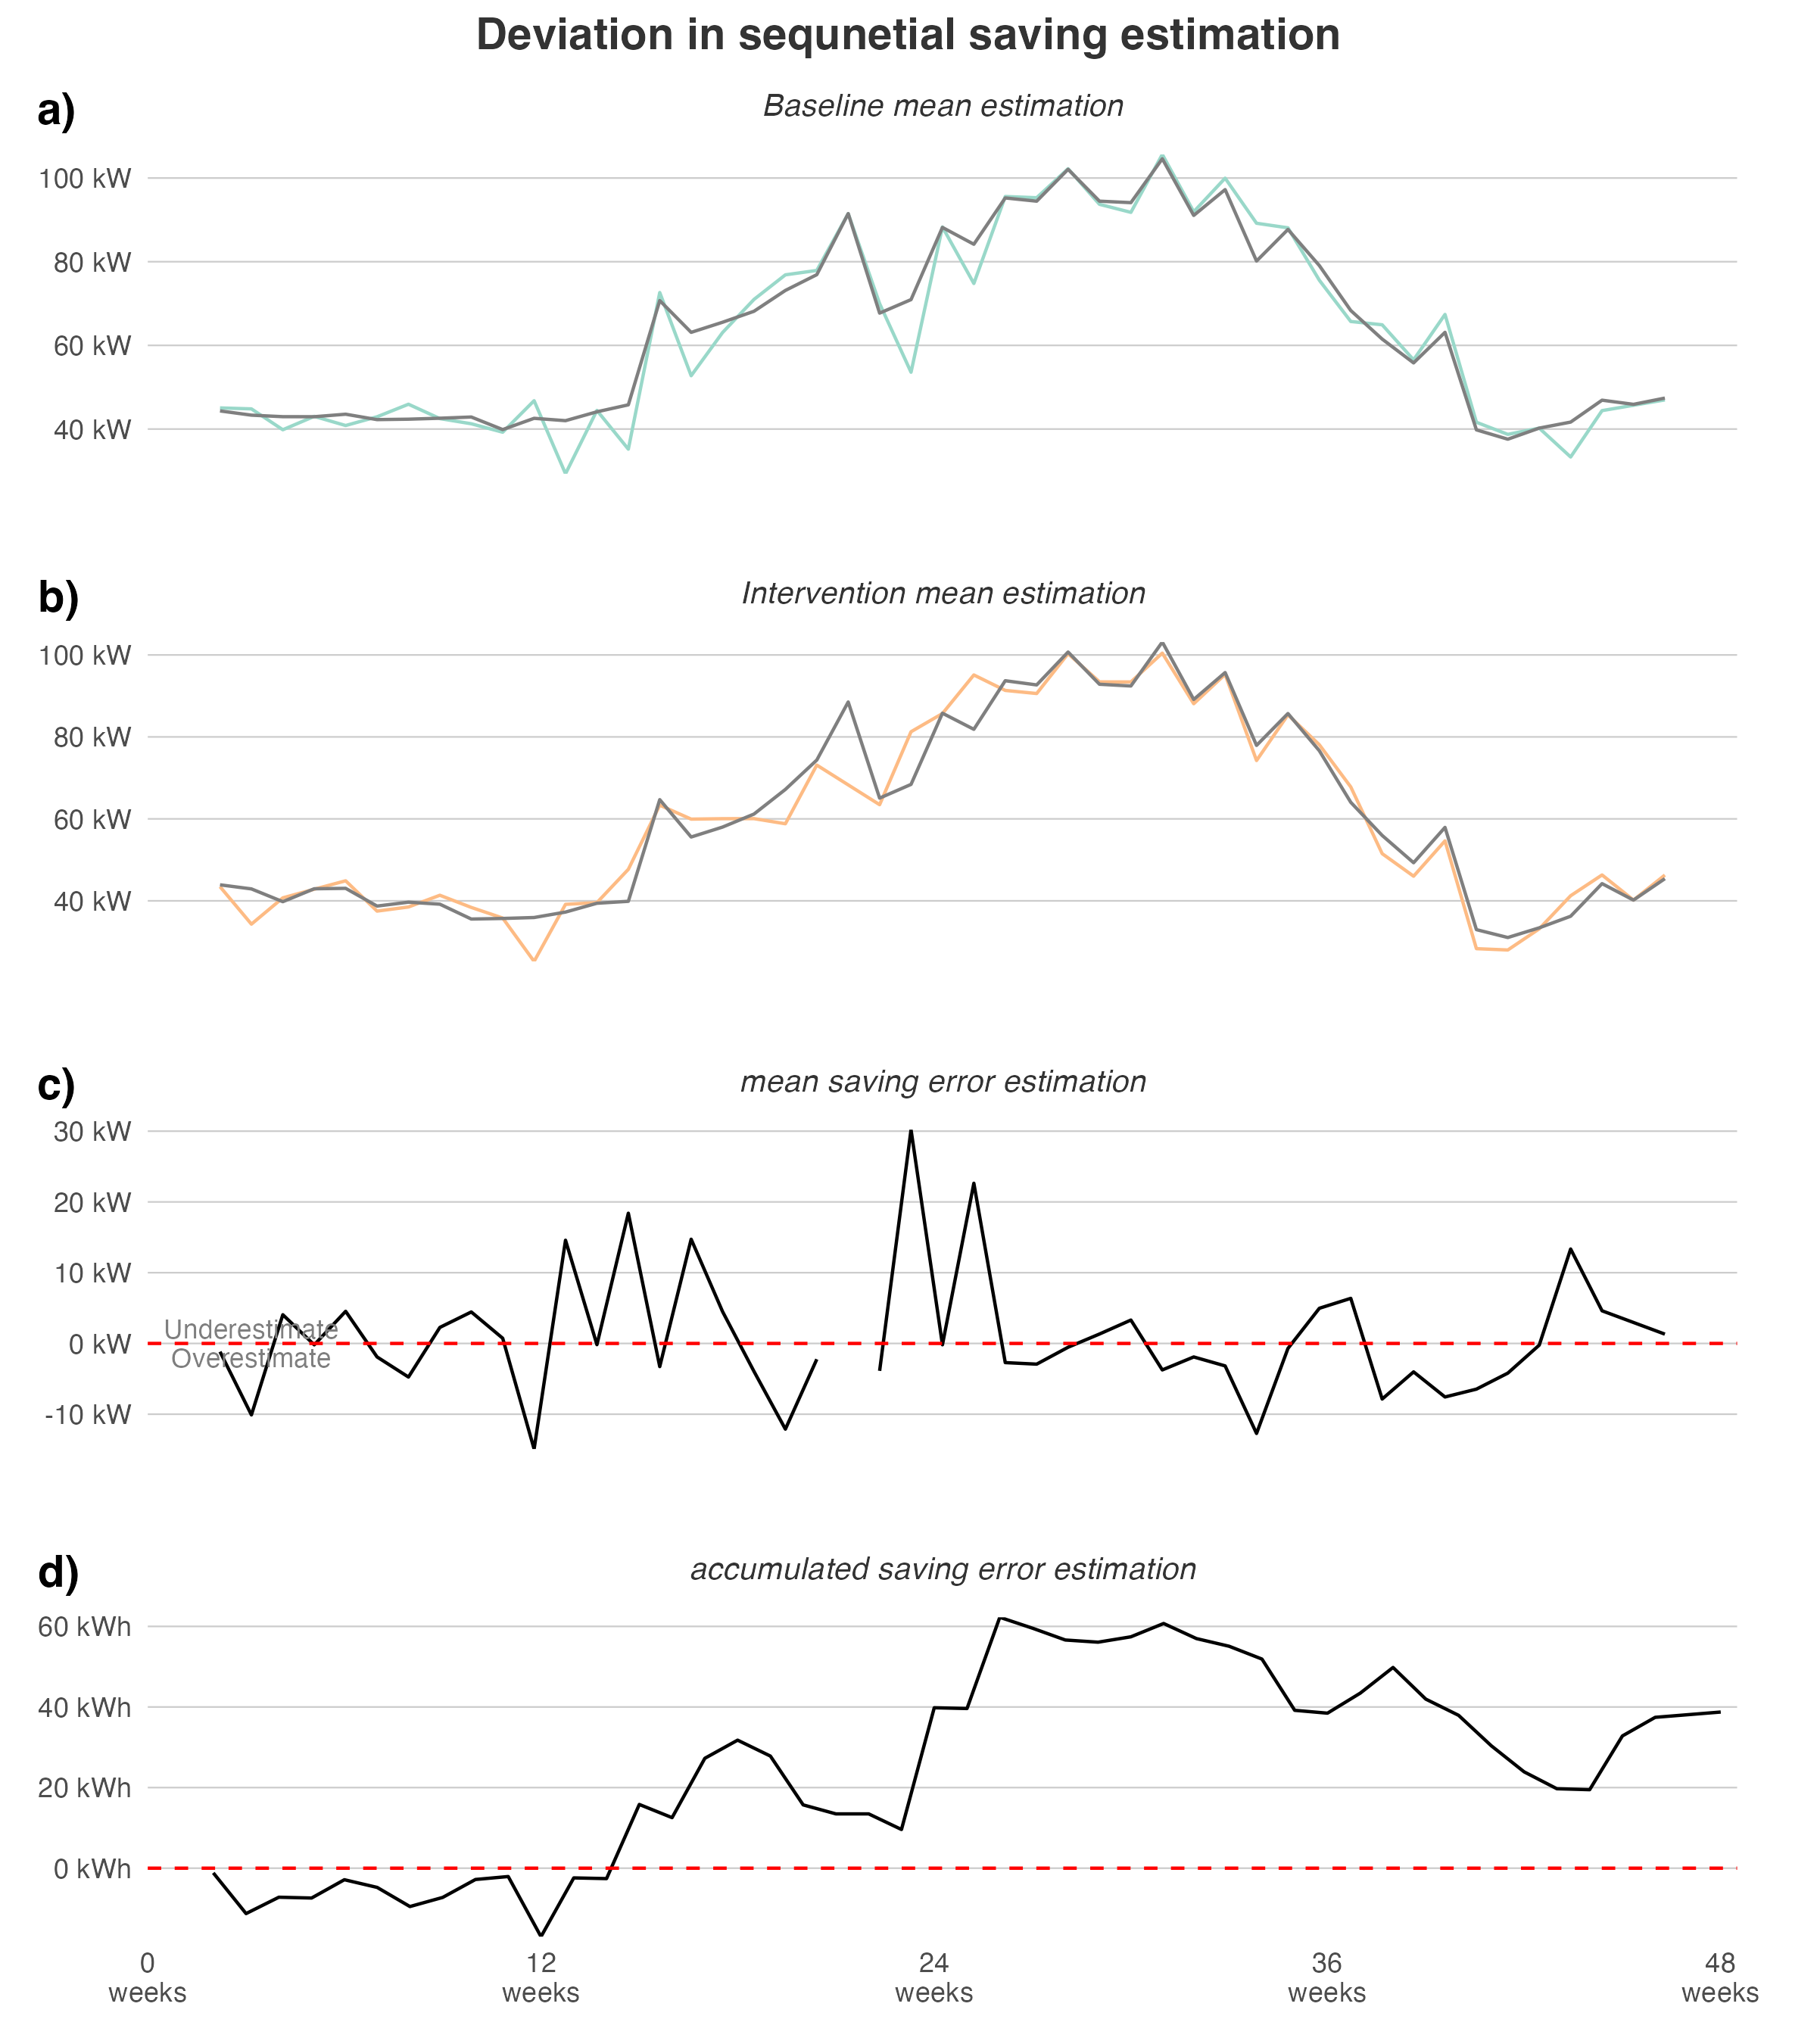 Deviation in sequnetial saving estimation
a)
Baseline mean estimation
100 kW
80 kW
60 kW
40 kW
b)
Intervention mean estimation
100 kW
80 kW
60 kW
40 kW
c)
mean saving error estimation
30 kW
20 kW
10 kW
Underestimate
0 kW
Overestimate
-10 kW
d)
accumulated saving error estimation
60 kWh
40 kWh
20 kWh
0 kWh
0 12 24 36 48
weeks weeks weeks weeks weeks